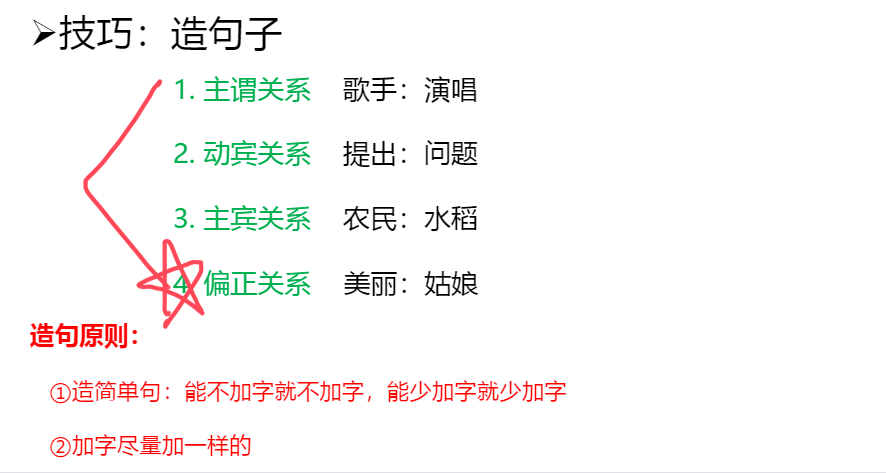 ➢技巧：造句子
1. 主谓关系 歌手：演唱
2. 动宾关系 提出：问题
3. 主宾关系 农民：水稻
4. 偏正关系 美丽：姑娘
造句原则：
①造简单句：能不加字就不加字，能少加字就少加字
②加字尽量加一样的